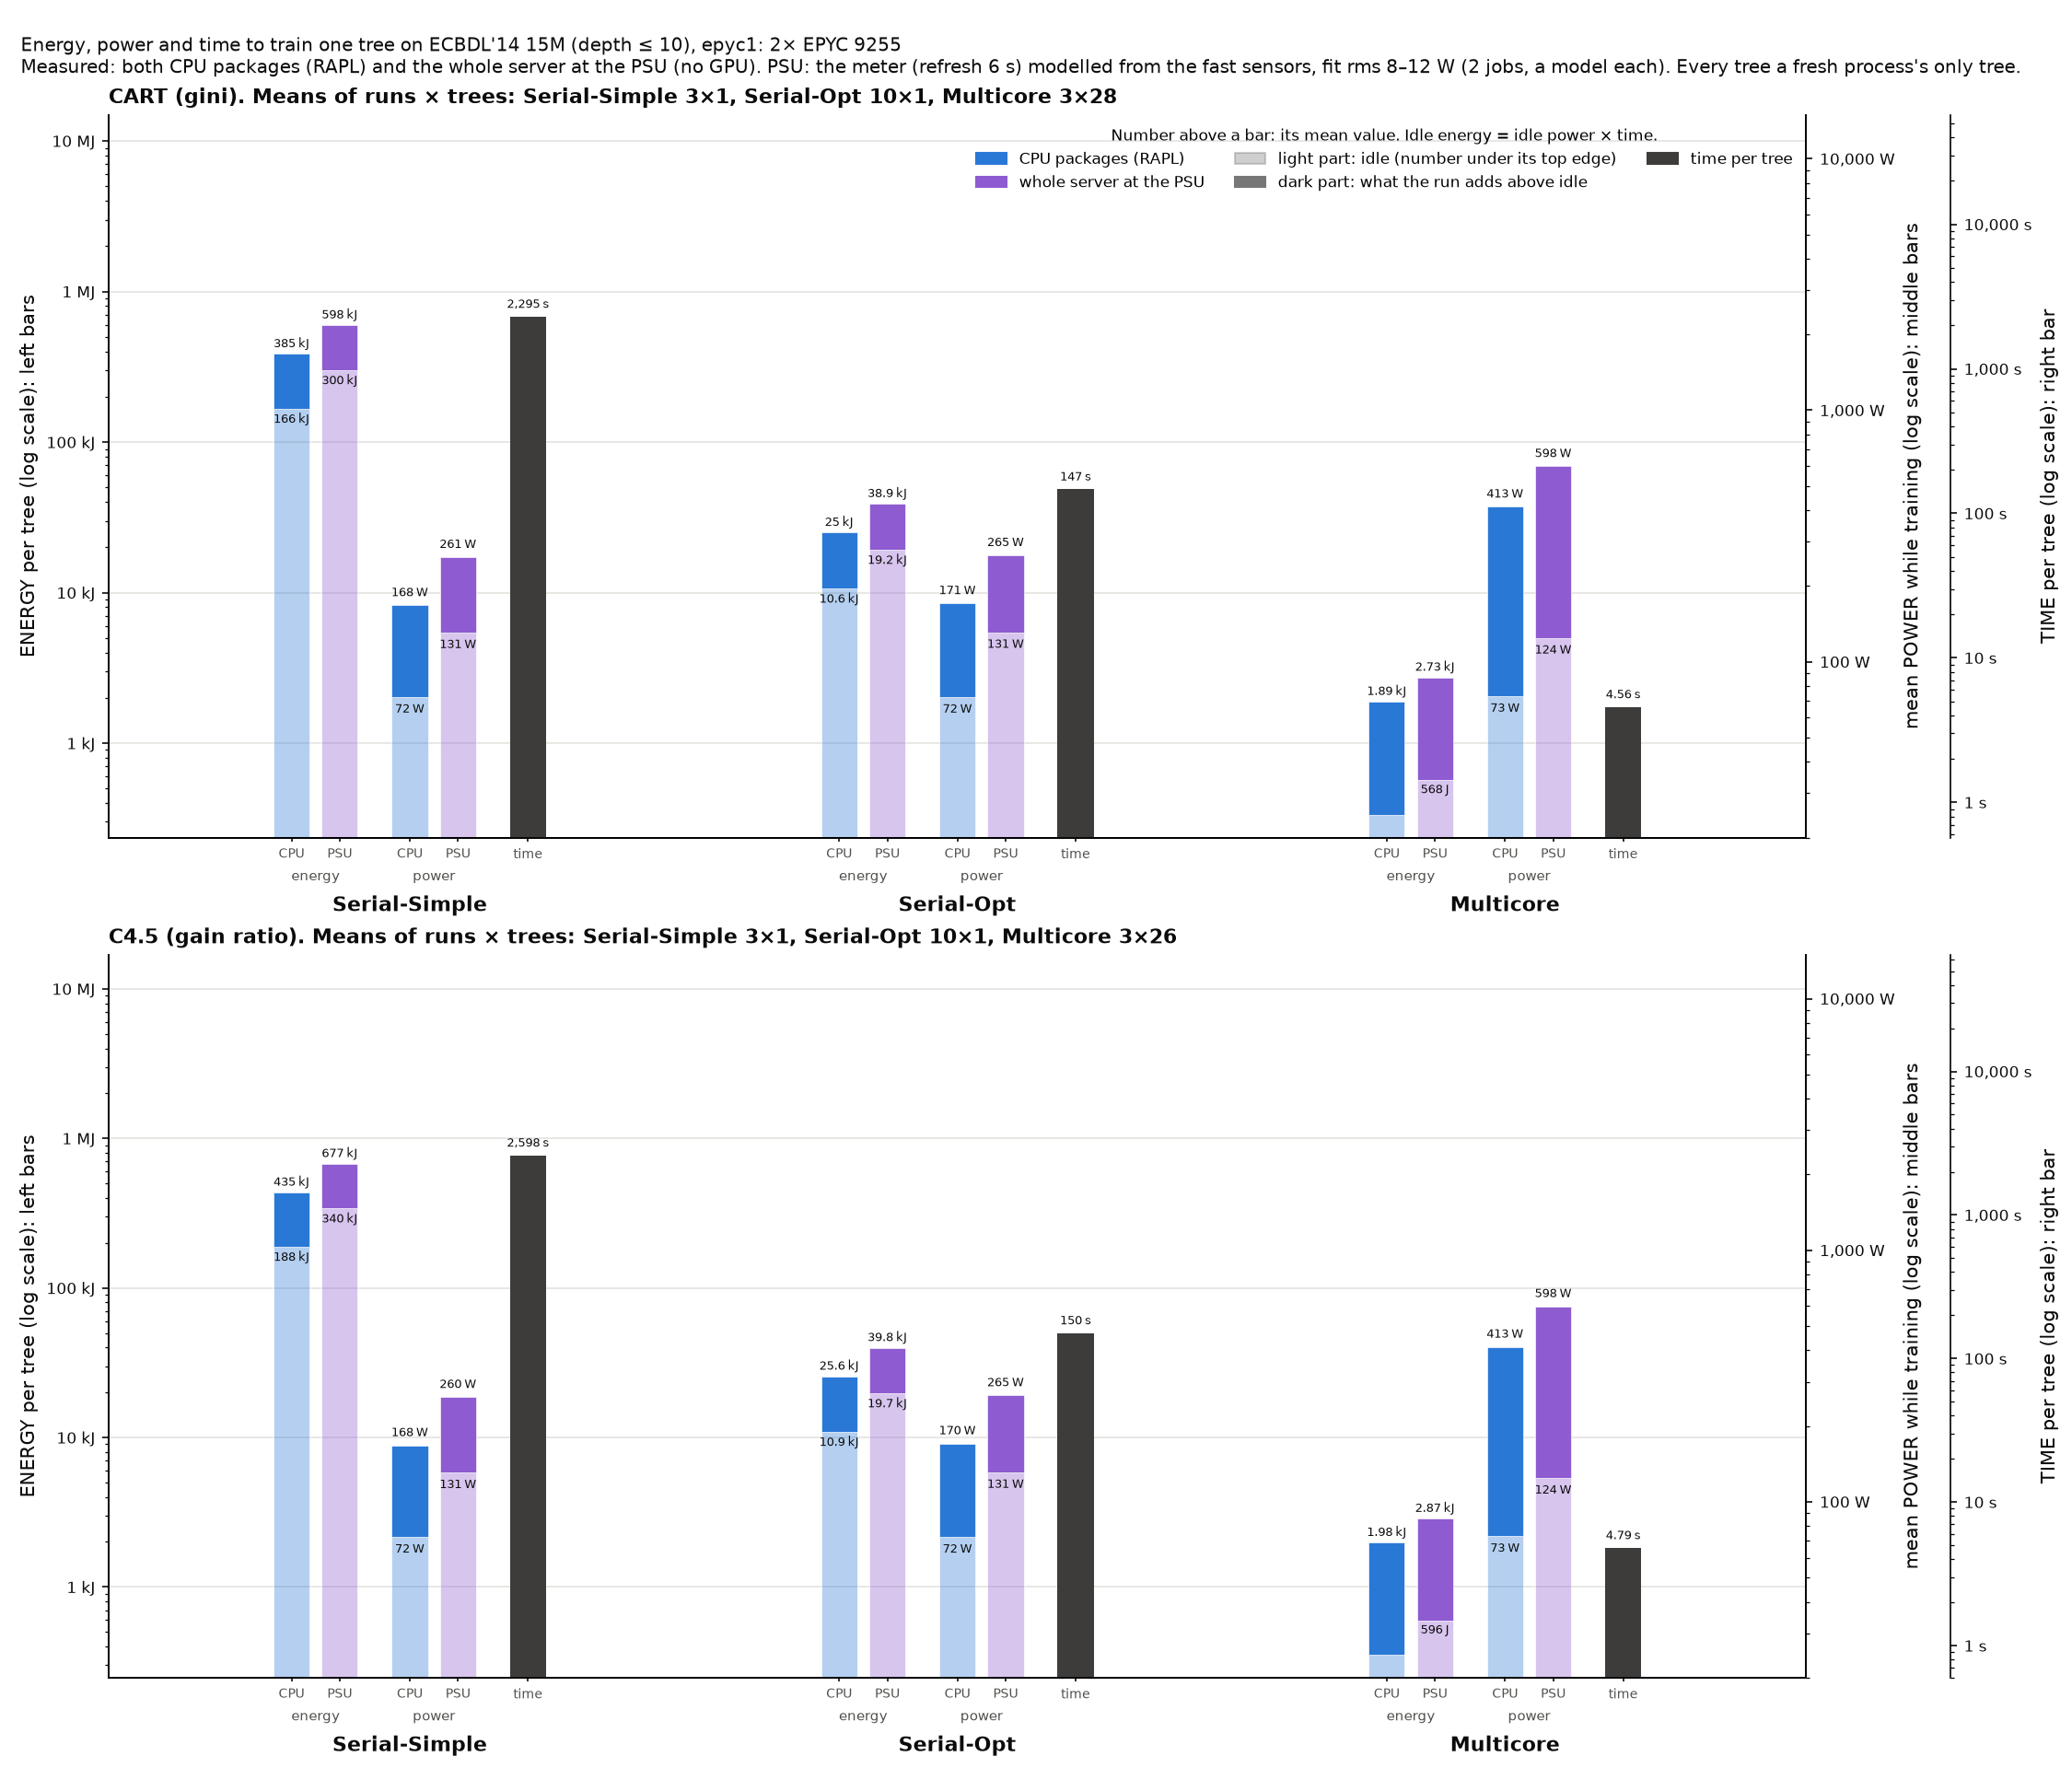 Energy, power and time to train one tree on ECBDL'14 15M (depth ≤ 10), epyc1: 2× EPYC 9255
Measured: both CPU packages (RAPL) and the whole server at the PSU (no GPU). PSU: the meter (refresh 6 s) modelled from the fast sensors, fit rms 8–12 W (2 jobs, a model each). Every tree a fresh process's only tree.
CART (gini). Means of runs × trees: Serial-Simple 3×1, Serial-Opt 10×1, Multicore 3×28
Number above a bar: its mean value. Idle energy = idle power × time.
CPU packages (RAPL)
whole server at the PSU
light part: idle (number under its top edge)
dark part: what the run adds above idle
time per tree
ENERGY per tree (log scale): left bars
10 MJ
1 MJ
100 kJ
10 kJ
1 kJ
385 kJ
166 kJ
598 kJ
300 kJ
168 W
72 W
261 W
131 W
2,295 s
25 kJ
10.6 kJ
38.9 kJ
19.2 kJ
171 W
72 W
265 W
131 W
147 s
1.89 kJ
2.73 kJ
568 J
413 W
73 W
598 W
124 W
4.56 s
10,000 W
1,000 W
100 W
mean POWER while training (log scale): middle bars
10,000 s
1,000 s
100 s
10 s
1 s
TIME per tree (log scale): right bar
CPU PSU CPU PSU time
energy power
Serial-Simple
CPU PSU CPU PSU time
energy power
Serial-Opt
CPU PSU CPU PSU time
energy power
Multicore
C4.5 (gain ratio). Means of runs × trees: Serial-Simple 3×1, Serial-Opt 10×1, Multicore 3×26
ENERGY per tree (log scale): left bars
10 MJ
1 MJ
100 kJ
10 kJ
1 kJ
435 kJ
188 kJ
677 kJ
340 kJ
168 W
72 W
260 W
131 W
2,598 s
25.6 kJ
10.9 kJ
39.8 kJ
19.7 kJ
170 W
72 W
265 W
131 W
150 s
1.98 kJ
2.87 kJ
596 J
413 W
73 W
598 W
124 W
4.79 s
10,000 W
1,000 W
100 W
mean POWER while training (log scale): middle bars
10,000 s
1,000 s
100 s
10 s
1 s
TIME per tree (log scale): right bar
CPU PSU CPU PSU time
energy power
Serial-Simple
CPU PSU CPU PSU time
energy power
Serial-Opt
CPU PSU CPU PSU time
energy power
Multicore